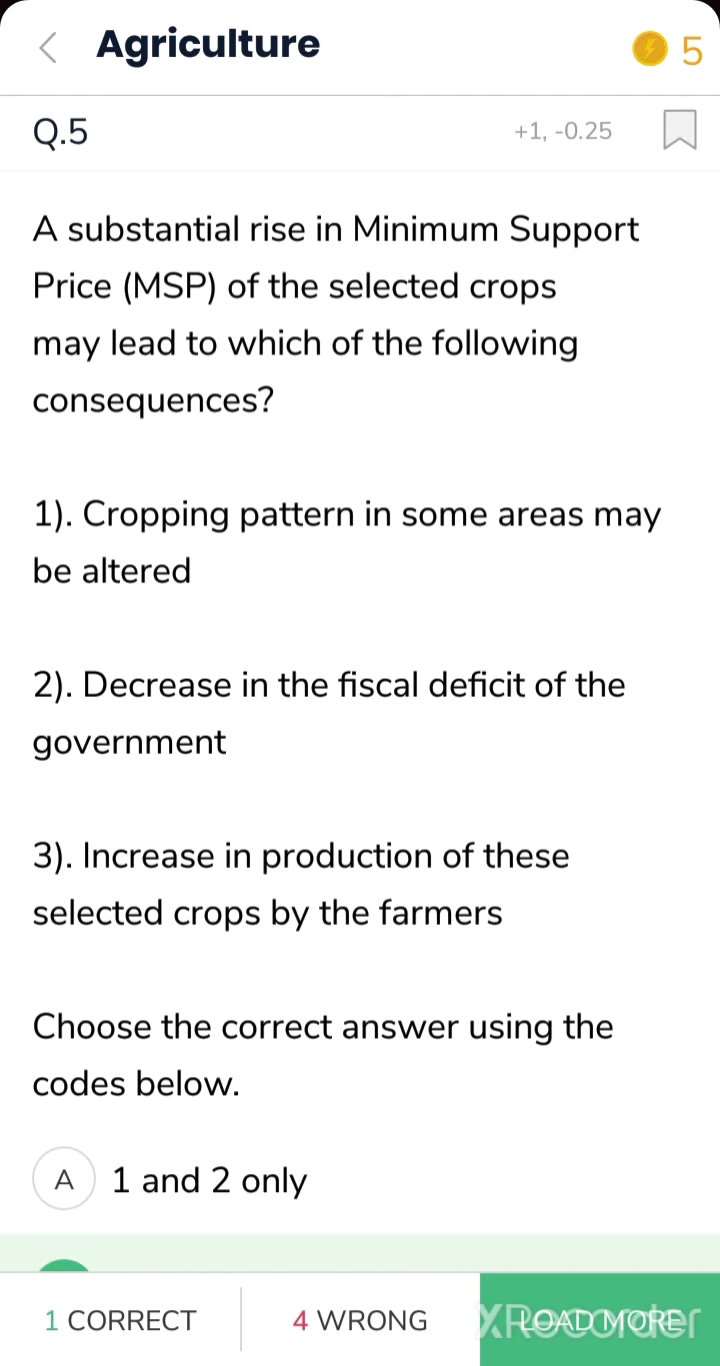 Agriculture
5
Q.5
+1, -0.25
A substantial rise in Minimum Support
Price (MSP) of the selected crops
may lead to which of the following
consequences?
1). Cropping pattern in some areas may
be altered
2). Decrease in the fiscal deficit of the
government
3). Increase in production of these
selected crops by the farmers
Choose the correct answer using the
codes below.
A 1 and 2 only
1 CORRECT
4 WRONG
LOAD MORE
XRecorder